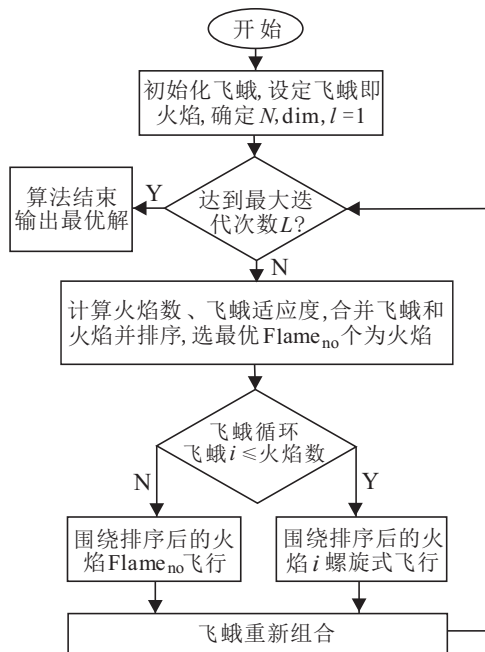 开始
初始化飞蛾,设定飞蛾即
火焰,确定N,dim,l=1
达到最大迭
代次数L?
Y
算法结束
输出最优解
N
计算火焰数、飞蛾适应度,合并飞蛾和
火焰并排序,选最优Flame_no个为火焰
飞蛾循环
飞蛾i≤火焰数
N
Y
围绕排序后的火
焰Flame_no飞行
围绕排序后的火
焰i螺旋式飞行
飞蛾重新组合